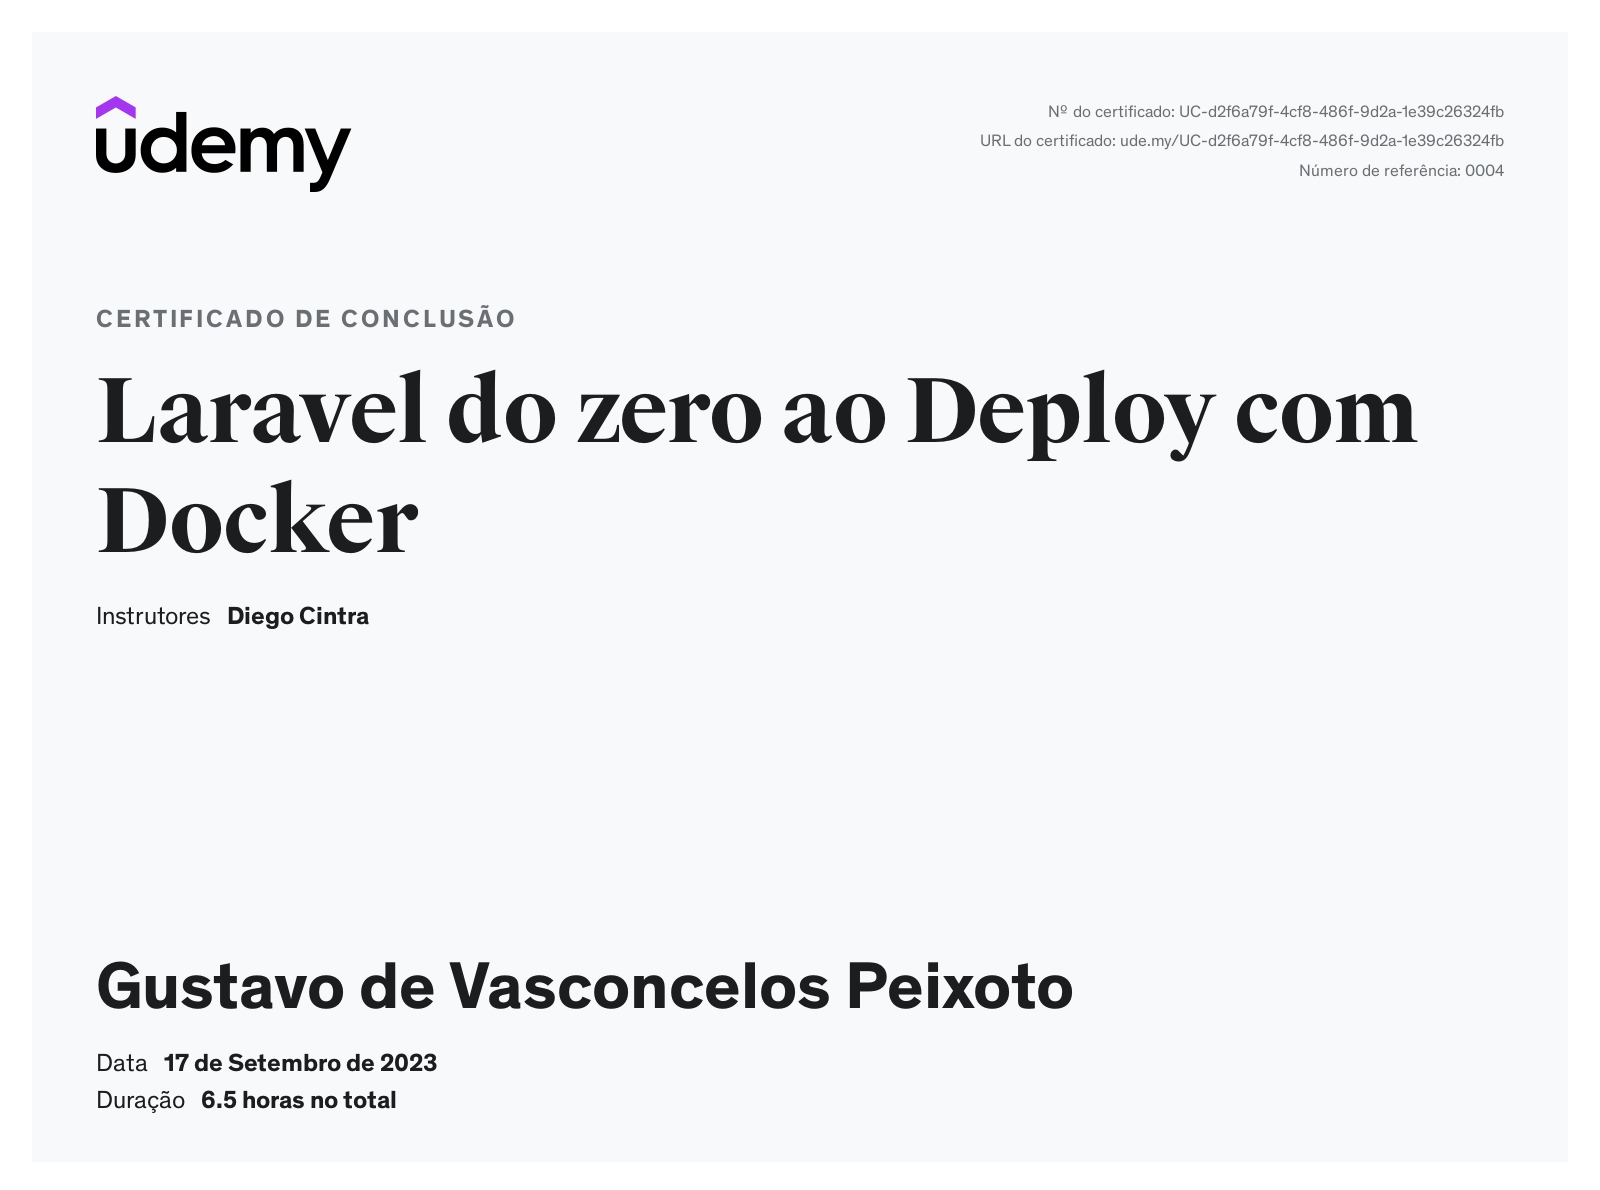 udemy
Nº do certificado: UC-d2f6a79f-4cf8-486f-9d2a-1e39c26324fb
URL do certificado: ude.my/UC-d2f6a79f-4cf8-486f-9d2a-1e39c26324fb
Número de referência: 0004
CERTIFICADO DE CONCLUSÃO
Laravel do zero ao Deploy com
Docker
Instrutores Diego Cintra
Gustavo de Vasconcelos Peixoto
Data 17 de Setembro de 2023
Duração 6.5 horas no total